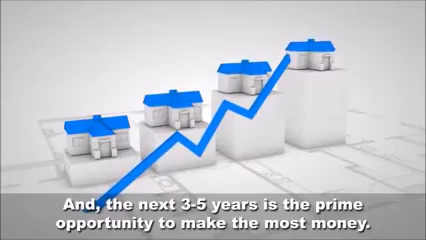 And, the next 3-5 years is the prime
opportunity to make the most money.